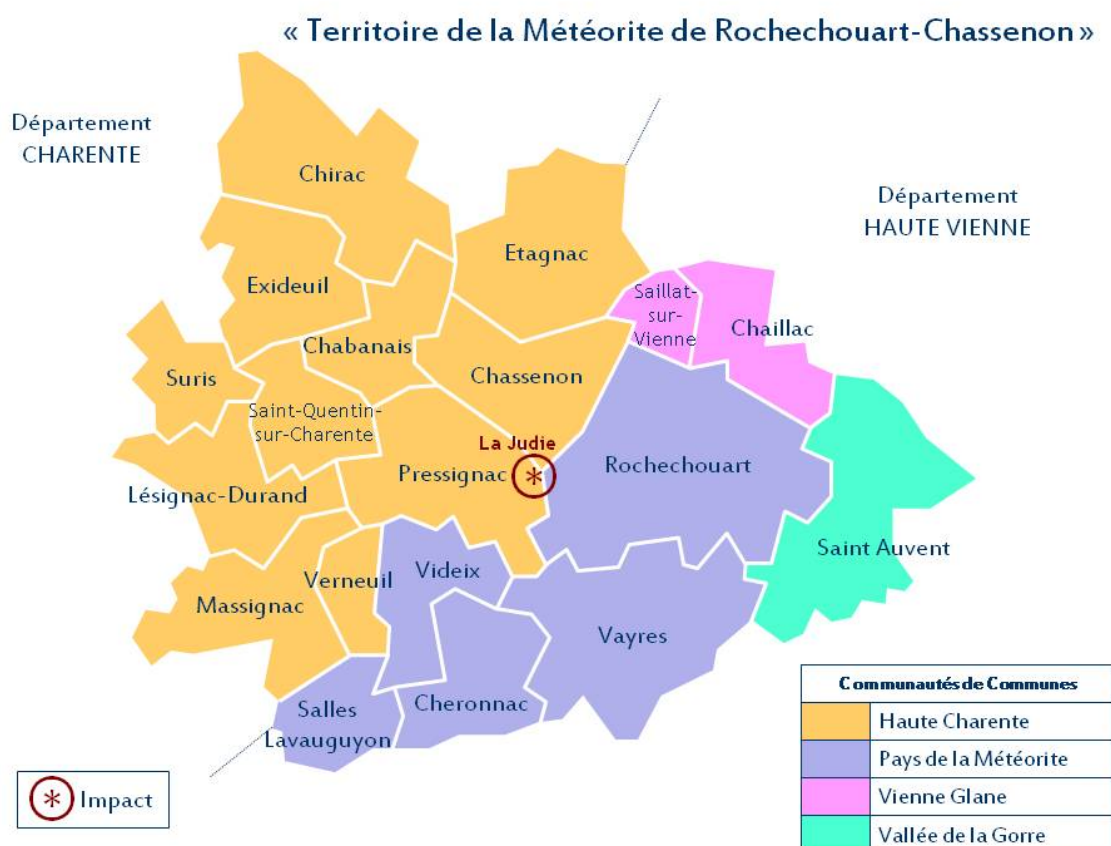 « Territoire de la Météorite de Rochechouart-Chassenon »
Département
CHARENTE
Département
HAUTE VIENNE
Chirac
Etagnac
Exideuil
Saillat-
sur-
Vienne
Chaillac
Chabanais
Chassenon
Suris
Saint-Quentin-
sur-Charente
La Judie
Pressignac
*
Rochechouart
Lésignac-Durand
Saint Auvent
Videix
Verneuil
Massignac
Vayres
Cheronnac
Salles
Lavauguyon
Communautés de Communes
Haute Charente
Pays de la Météorite
Vienne Glane
Vallée de la Gorre
* Impact